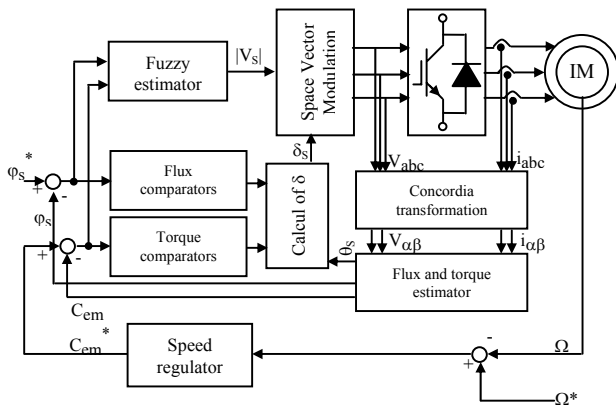 Fuzzy
estimator
|Vs|
Space Vector
Modulation
IM
δs
Vabc
iabc
φs*
+
-
Flux
comparators
Calcul of δ
Concordia
transformation
φs
+
-
Torque
comparators
θs
Vαβ
iαβ
Flux and torque
estimator
Cem
Cem*
Speed
regulator
-
+
Ω
Ω*